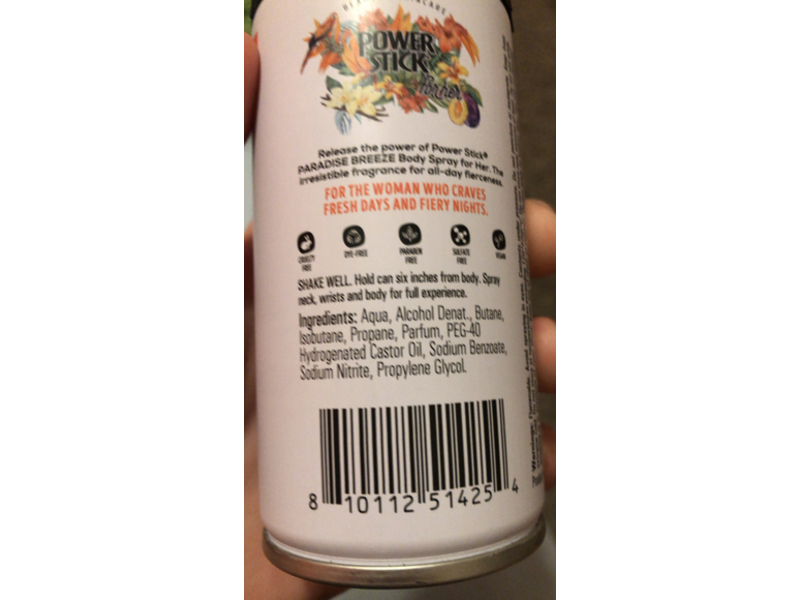 POWER
STICK
for her
Release the power of Power Stick®
PARADISE BREEZE Body Spray for Her. The
irresistible fragrance for all-day fierceness.
FOR THE WOMAN WHO CRAVES
FRESH DAYS AND FIERY NIGHTS.
CRUELTY FREE
DYE-FREE
PARABEN FREE
SULFATE FREE
VEGAN
SHAKE WELL. Hold can six inches from body. Spray
neck, wrists and body for full experience.
Ingredients: Aqua, Alcohol Denat., Butane,
Isobutane, Propane, Parfum, PEG-40
Hydrogenated Castor Oil, Sodium Benzoate,
Sodium Nitrite, Propylene Glycol.
8 10112 51425 4